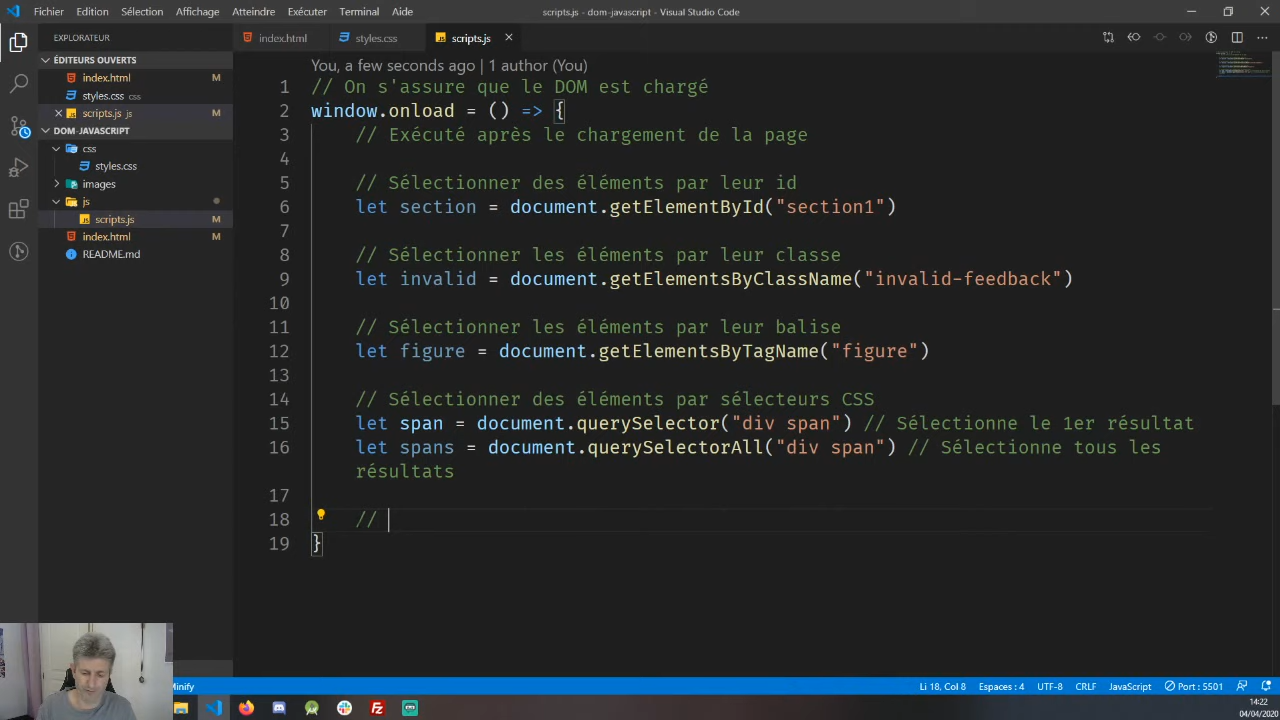 Fichier Edition Sélection Affichage Atteindre Exécuter Terminal Aide scripts.js - dom-javascript - Visual Studio Code
EXPLORATEUR
ÉDITEURS OUVERTS
index.html M
styles.css css
scripts.js js M
DOM-JAVASCRIPT
css
styles.css
images
js
scripts.js M
index.html M
README.md
index.html styles.css scripts.js
You, a few seconds ago | 1 author (You)
1 // On s'assure que le DOM est chargé
2 window.onload = () => {
3 // Exécuté après le chargement de la page
4
5 // Sélectionner des éléments par leur id
6 let section = document.getElementById("section1")
7
8 // Sélectionner les éléments par leur classe
9 let invalid = document.getElementsByClassName("invalid-feedback")
10
11 // Sélectionner les éléments par leur balise
12 let figure = document.getElementsByTagName("figure")
13
14 // Sélectionner des éléments par sélecteurs CSS
15 let span = document.querySelector("div span") // Sélectionne le 1er résultat
16 let spans = document.querySelectorAll("div span") // Sélectionne tous les
résultats
17
18 //
19 }
Minify Li 18, Col 8 Espaces : 4 UTF-8 CRLF JavaScript Port : 5501
14:22
04/04/2020